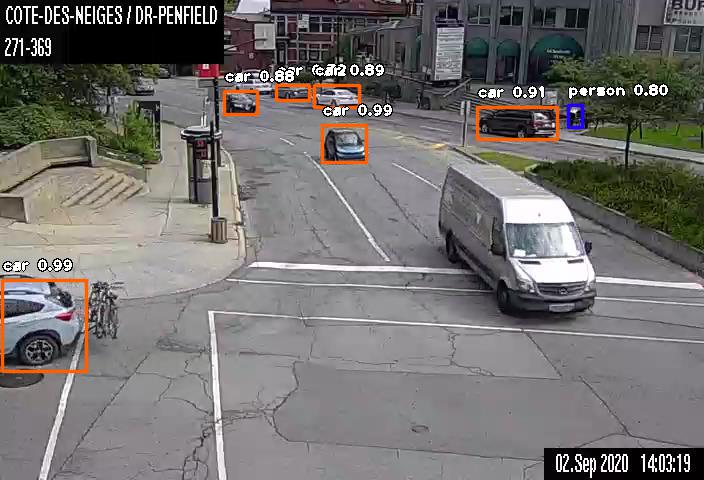 COTE-DES-NEIGES / DR-PENFIELD
271-369
BUR
car 0.88
car 0.89
car 0.99
car 0.91
person 0.80
car 0.99
02.Sep 2020 14:03:19